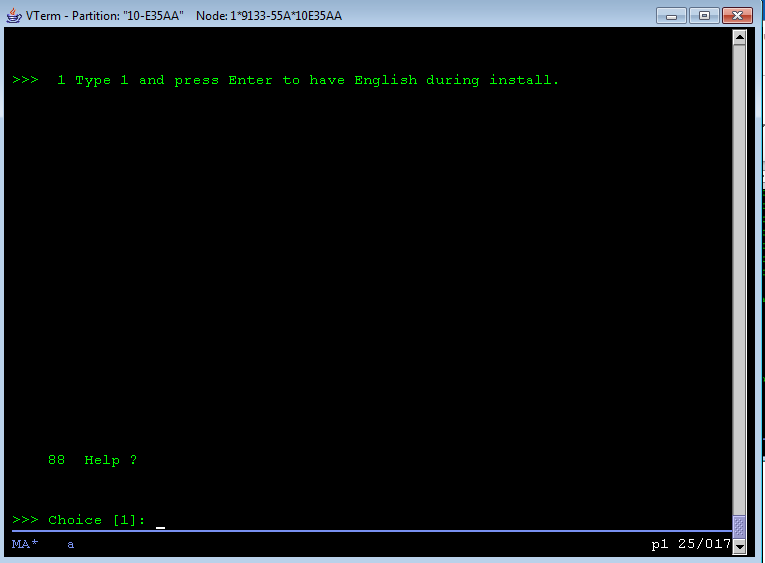 VTerm - Partition: "10-E35AA" Node: 1*9133-55A*10E35AA
>>> 1 Type 1 and press Enter to have English during install.
88 Help ?
>>> Choice [1]: _
MA* a p1 25/017